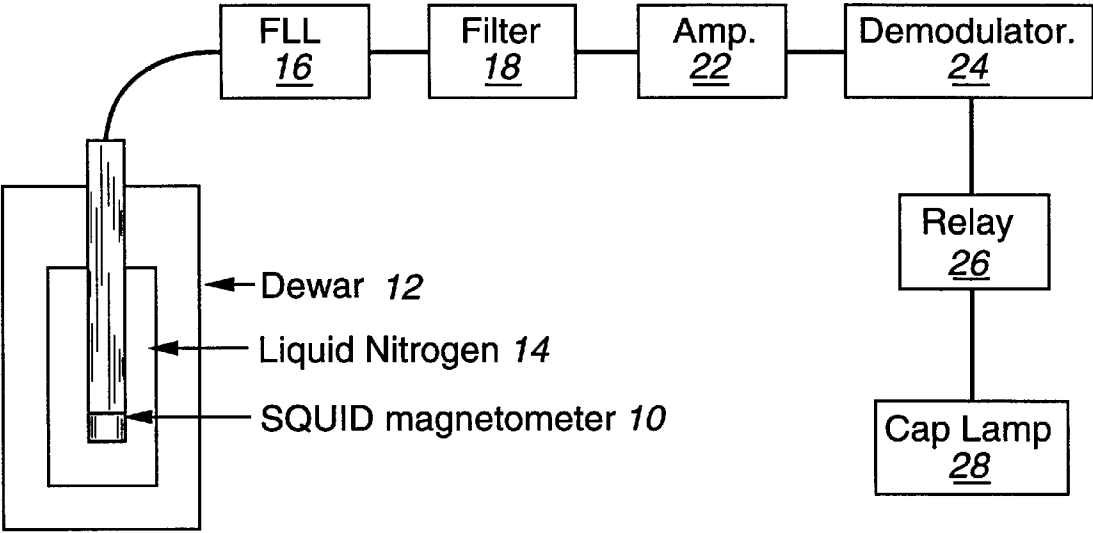 FLL
16
Filter
18
Amp.
22
Demodulator.
24
Relay
26
Cap Lamp
28
Dewar 12
Liquid Nitrogen 14
SQUID magnetometer 10